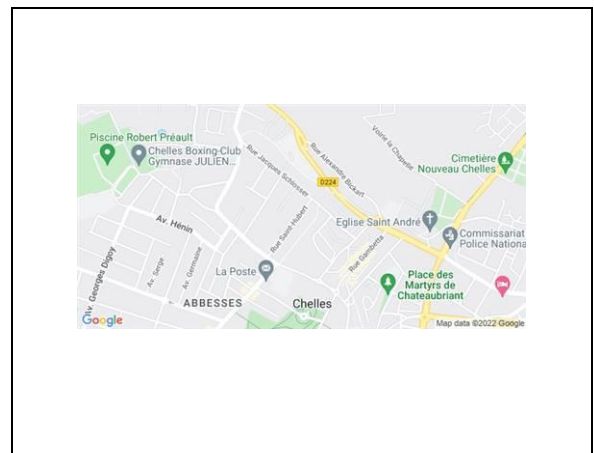 Piscine Robert Préault
Chelles Boxing-Club
Gymnase JULIEN...
Rue Jacques Schlosser
Rue Alexandre Bickart
Voirie la Chapelle
Cimetière
Nouveau Chelles
D224
Av. Hénin
Rue Saint-Hubert
Eglise Saint André
Commissariat
Police Nationa
Rue Gambetta
Av. Georges Digoy
Av. Serge
Av. Germaine
La Poste
Place des
Martyrs de
Chateaubriant
ABBESSES
Chelles
Google
Map data ©2022 Google